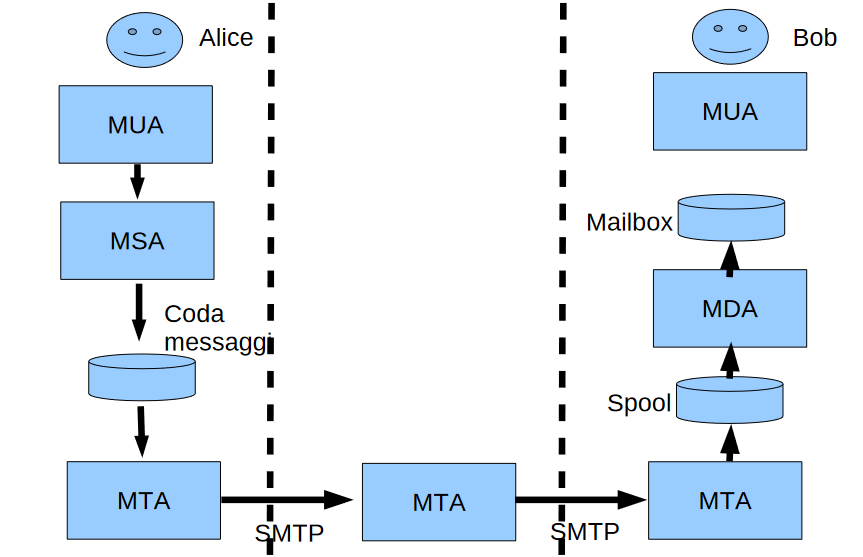 Alice
Bob
MUA
MUA
MSA
Mailbox
MDA
Coda
messaggi
Spool
MTA
MTA
MTA
SMTP
SMTP